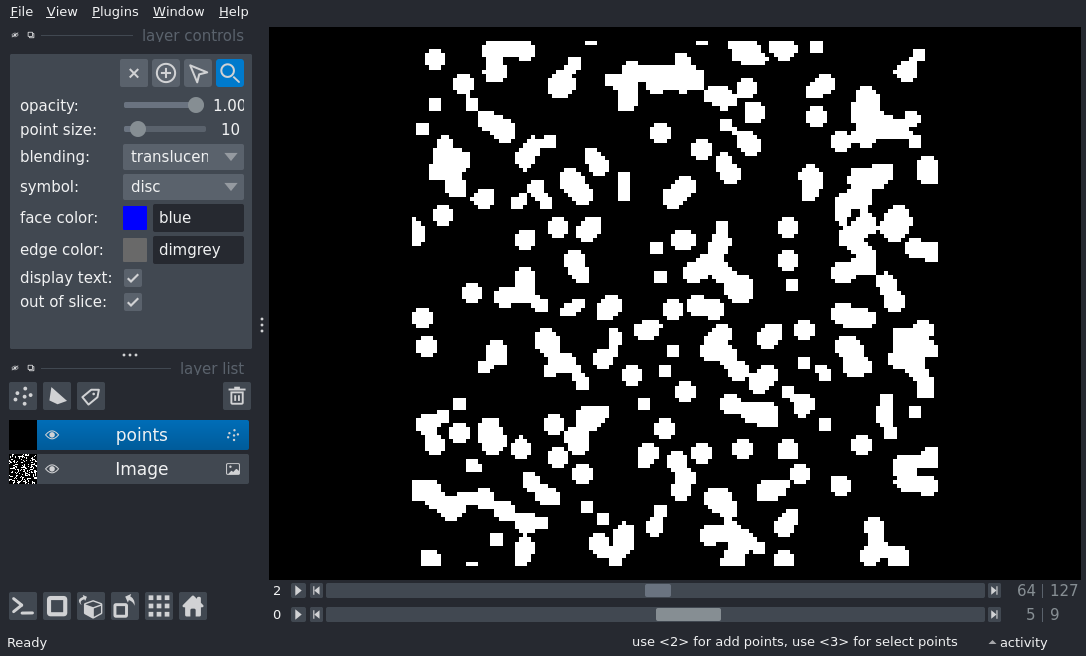 File View Plugins Window Help
layer controls
opacity: 1.00
point size: 10
blending: translucen
symbol: disc
face color: blue
edge color: dimgrey
display text:
out of slice:
layer list
points
Image
2 64 127
0 5 9
Ready use <2> for add points, use <3> for select points activity